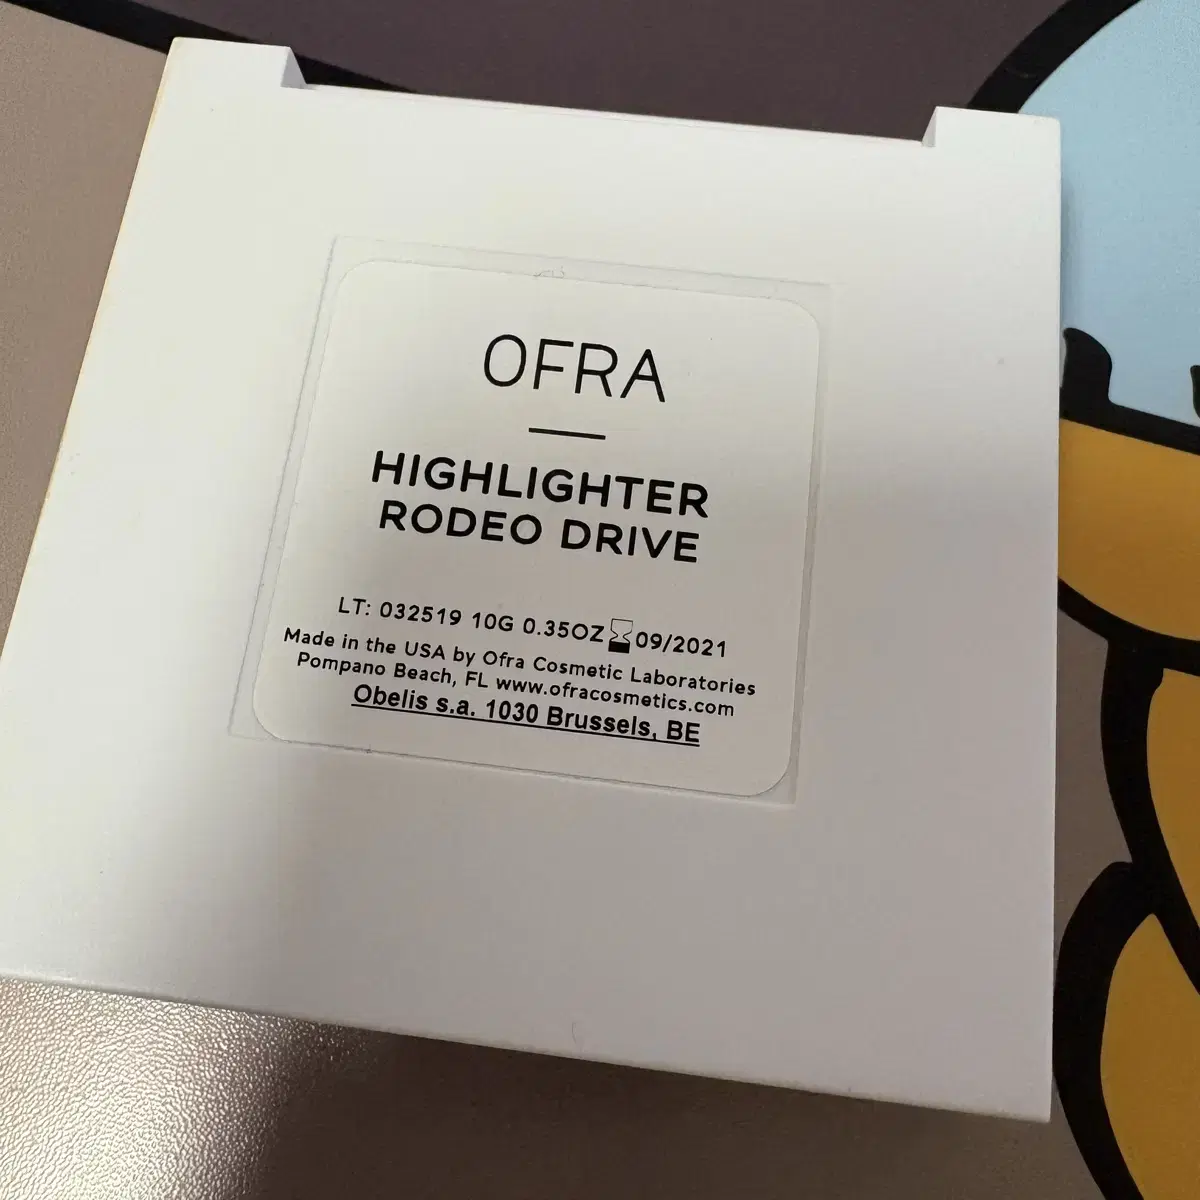 OFRA
HIGHLIGHTER
RODEO DRIVE
LT: 032519 10G 0.35OZ 09/2021
Made in the USA by Ofra Cosmetic Laboratories
Pompano Beach, FL www.ofracosmetics.com
Obelis s.a. 1030 Brussels, BE